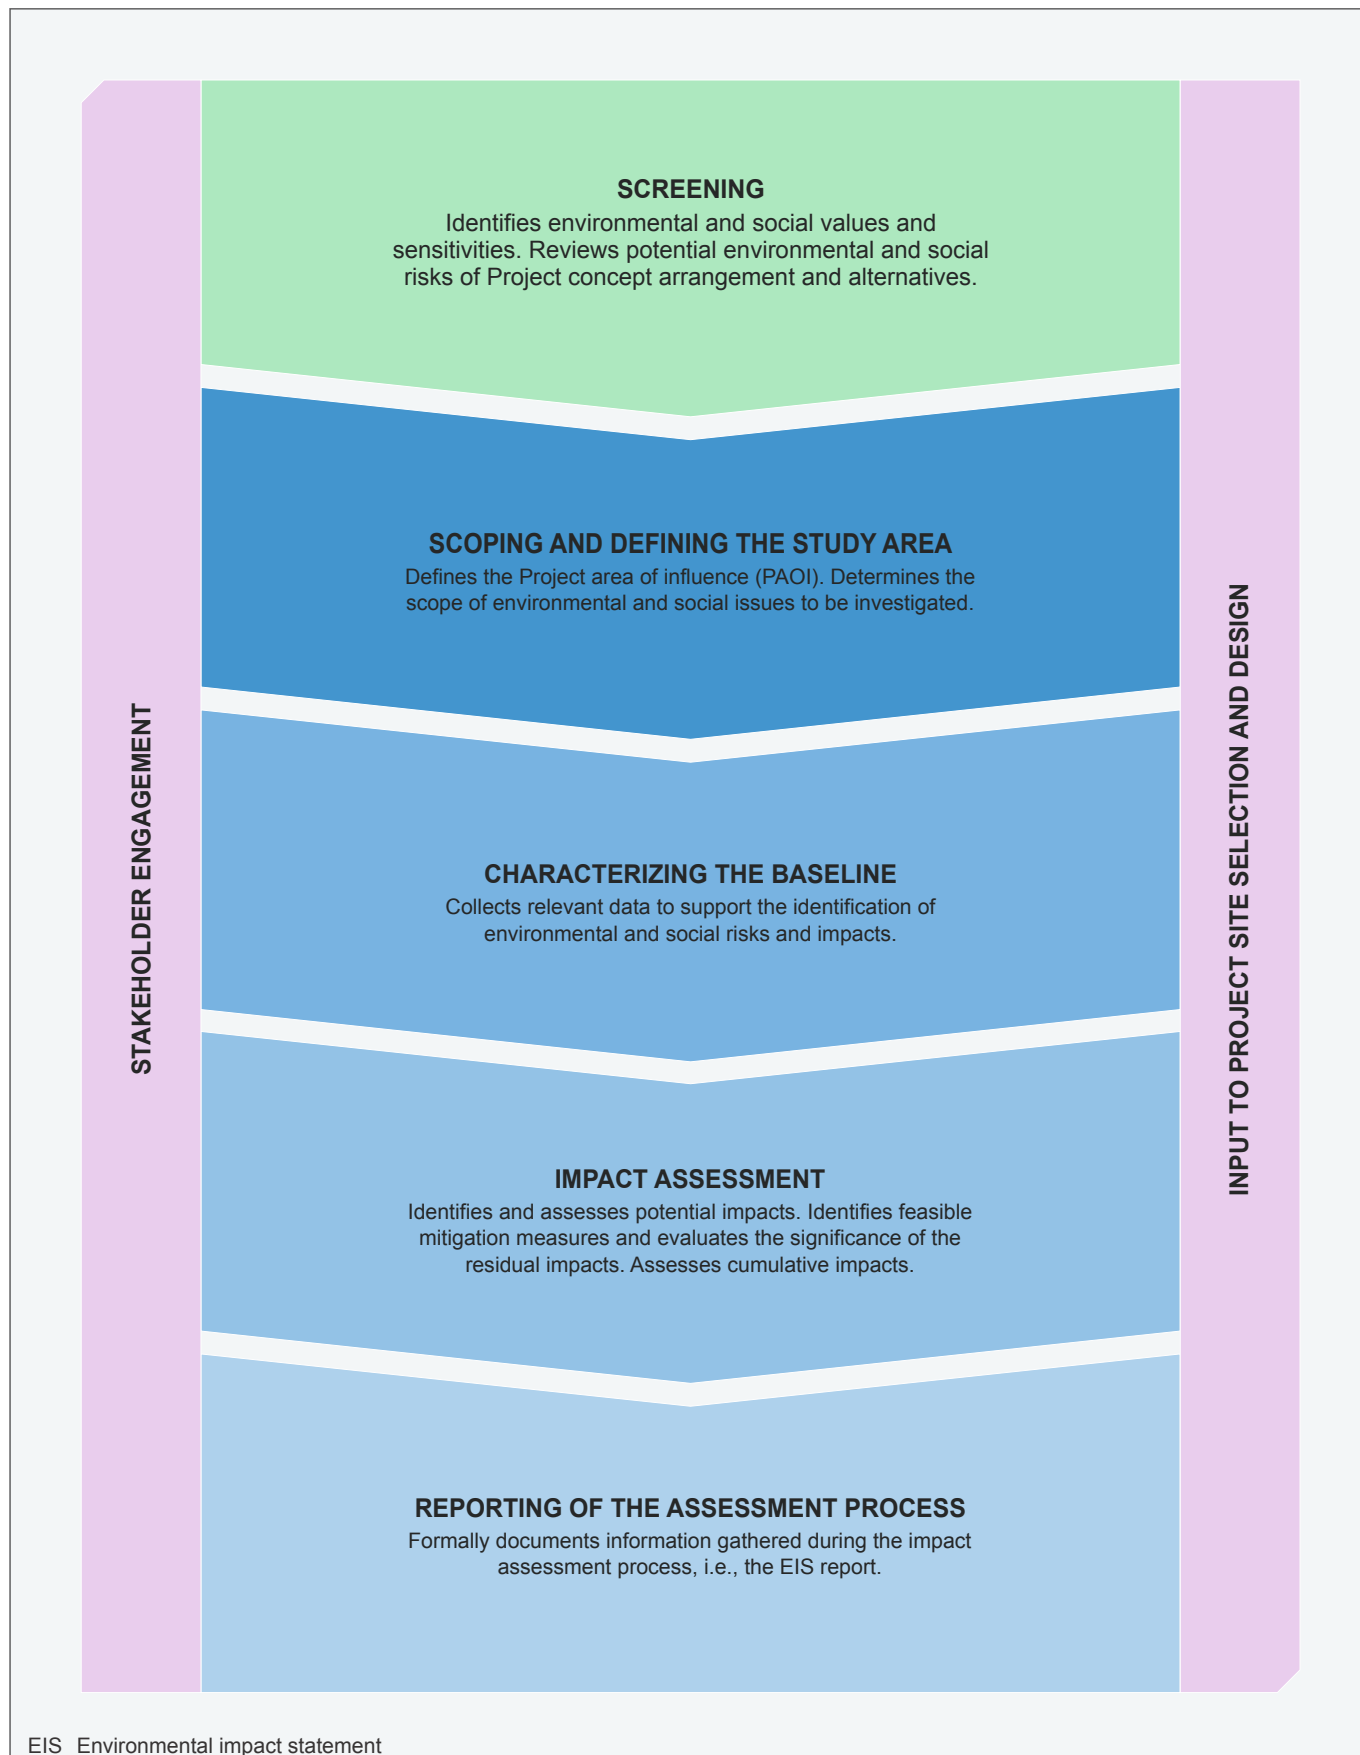 SCREENING
Identifies environmental and social values and
sensitivities. Reviews potential environmental and social
risks of Project concept arrangement and alternatives.
SCOPING AND DEFINING THE STUDY AREA
Defines the Project area of influence (PAOI). Determines the
scope of environmental and social issues to be investigated.
CHARACTERIZING THE BASELINE
Collects relevant data to support the identification of
environmental and social risks and impacts.
IMPACT ASSESSMENT
Identifies and assesses potential impacts. Identifies feasible
mitigation measures and evaluates the significance of the
residual impacts. Assesses cumulative impacts.
REPORTING OF THE ASSESSMENT PROCESS
Formally documents information gathered during the impact
assessment process, i.e., the EIS report.
STAKEHOLDER ENGAGEMENT
INPUT TO PROJECT SITE SELECTION AND DESIGN
EIS Environmental impact statement